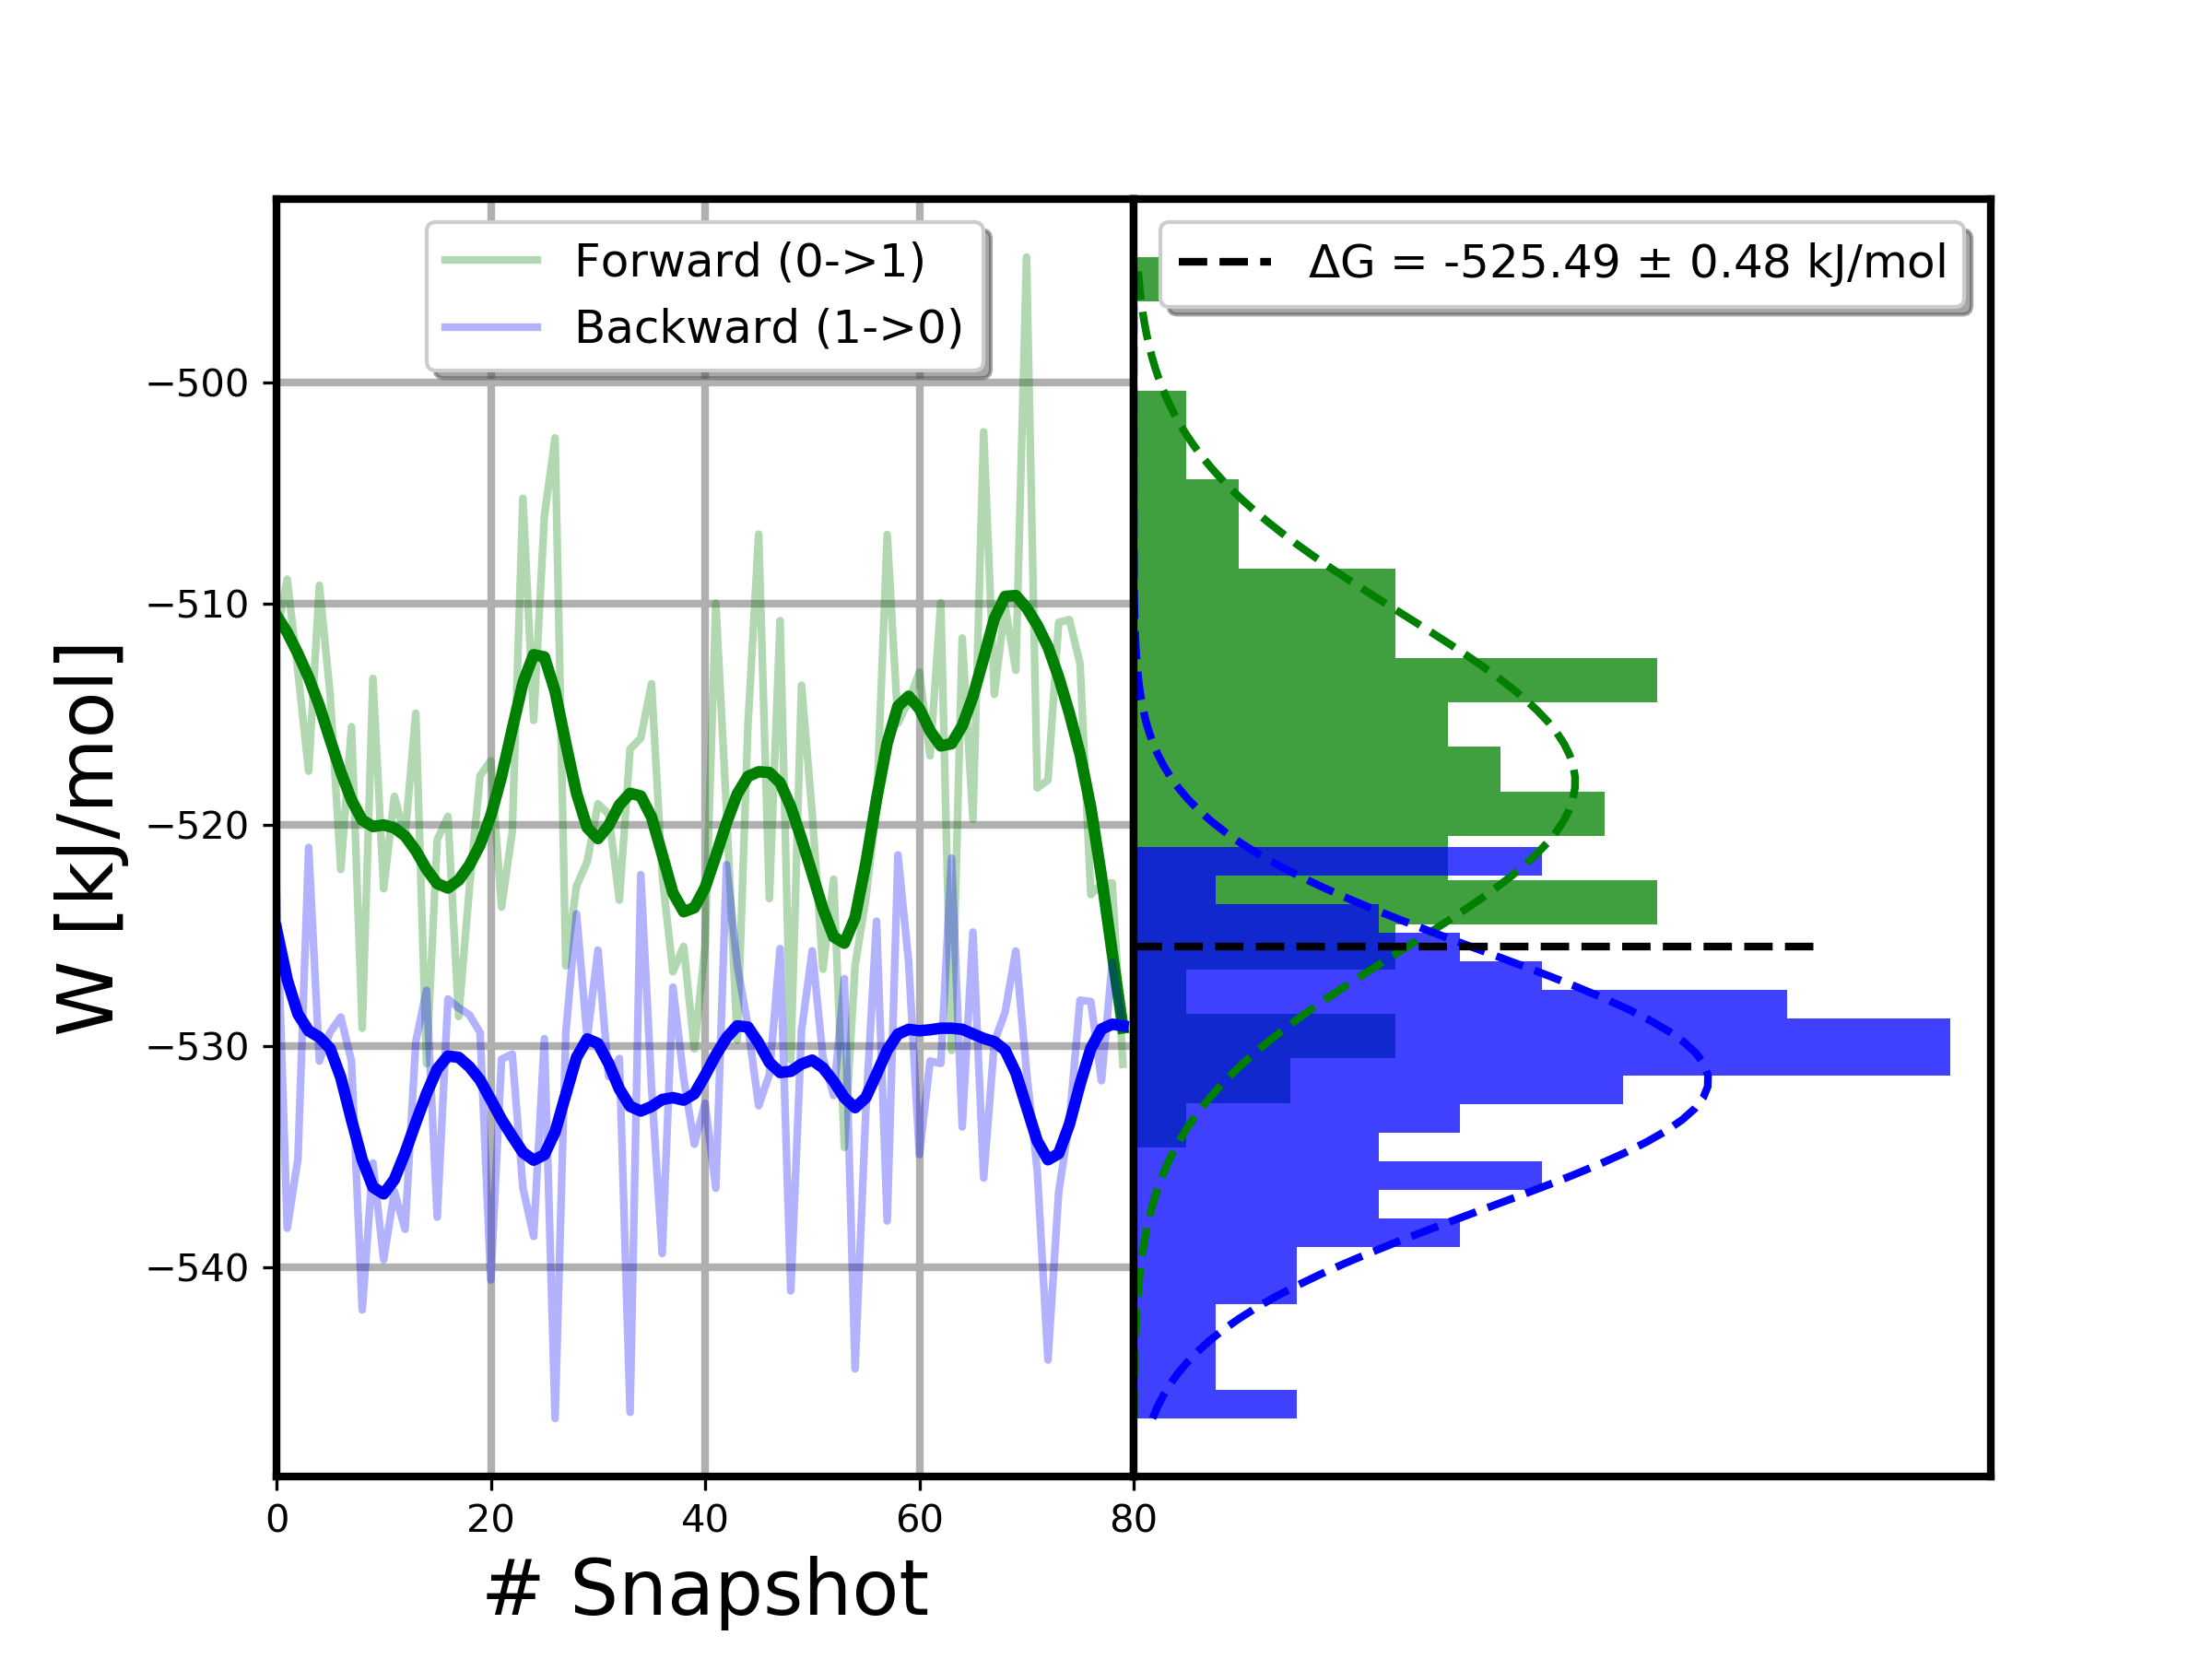 Forward (0->1)
Backward (1->0)
ΔG = -525.49 ± 0.48 kJ/mol
W [kJ/mol]
−500
−510
−520
−530
−540
0 20 40 60 80
# Snapshot